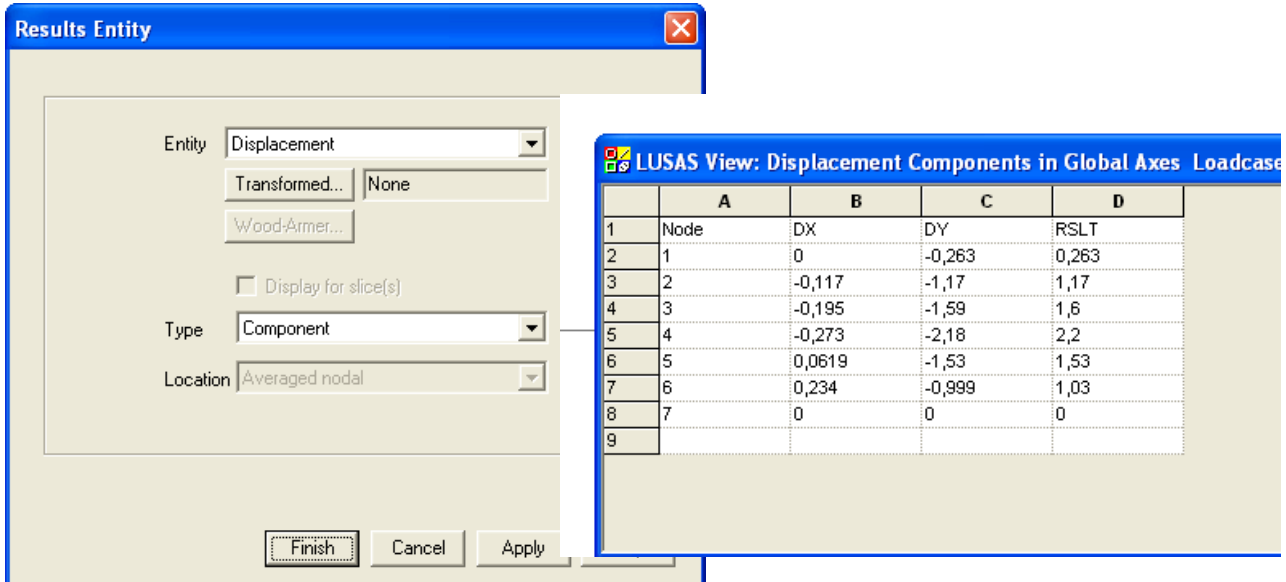 Results Entity
Entity Displacement
Transformed... None
Wood-Armer...
Display for slice(s)
Type Component
Location Averaged nodal
Finish Cancel Apply
LUSAS View: Displacement Components in Global Axes Loadcase
A B C D
1 Node DX DY RSLT
2 1 0 -0,263 0,263
3 2 -0,117 -1,17 1,17
4 3 -0,195 -1,59 1,6
5 4 -0,273 -2,18 2,2
6 5 0,0619 -1,53 1,53
7 6 0,234 -0,999 1,03
8 7 0 0 0
9